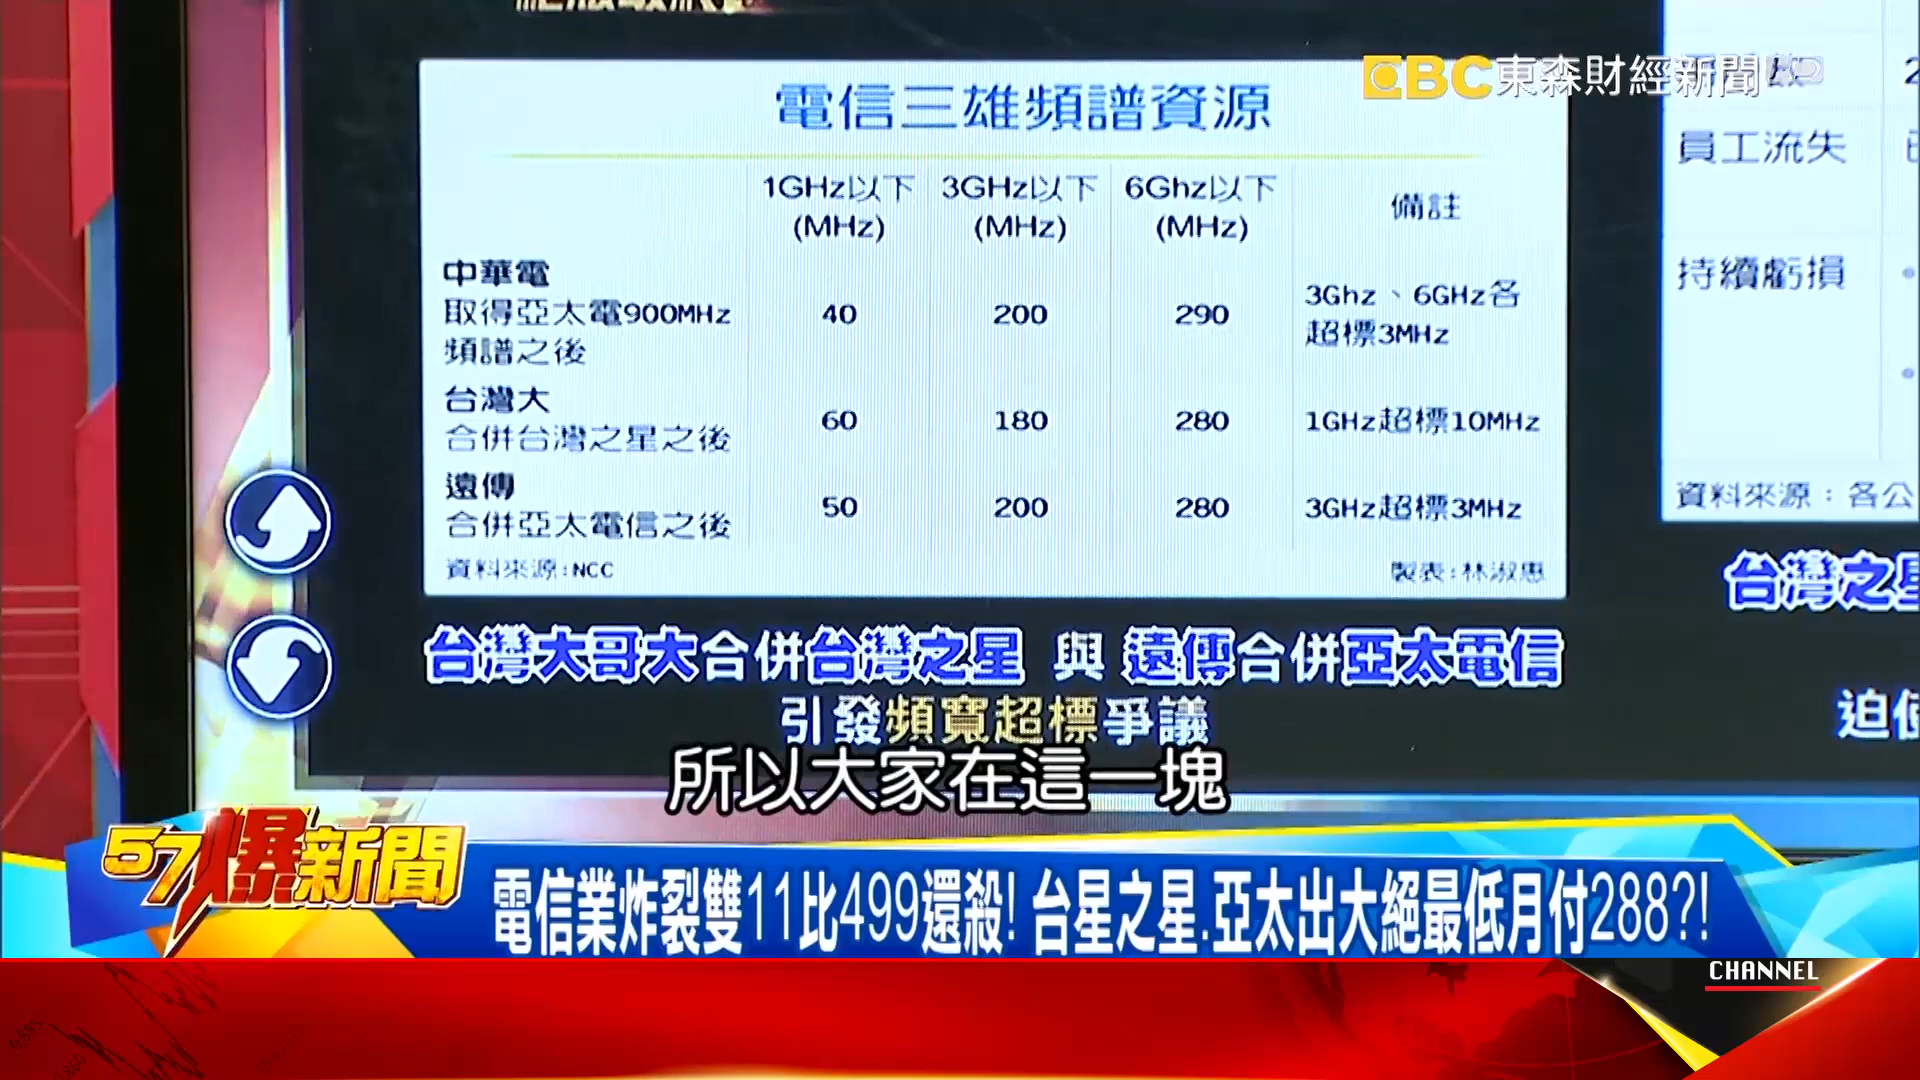 EBC東森財經新聞
電信三雄頻譜資源
1GHz以下 3GHz以下 6Ghz以下 備註
(MHz) (MHz) (MHz)
中華電
取得亞太電900MHz
頻譜之後
40 200 290 3Ghz、6GHz各
超標3MHz
台灣大
合併台灣之星之後
60 180 280 1GHz超標10MHz
遠傳
合併亞太電信之後
50 200 280 3GHz超標3MHz
資料來源:NCC 製表:林淑惠
員工流失
持續虧損
資料來源:各公
台灣之星
迫使
台灣大哥大合併台灣之星 與 遠傳合併亞太電信
引發頻寬超標爭議
所以大家在這一塊
57爆新聞
電信業炸裂雙11比499還殺! 台星之星.亞太出大絕最低月付288?!
CHANNEL